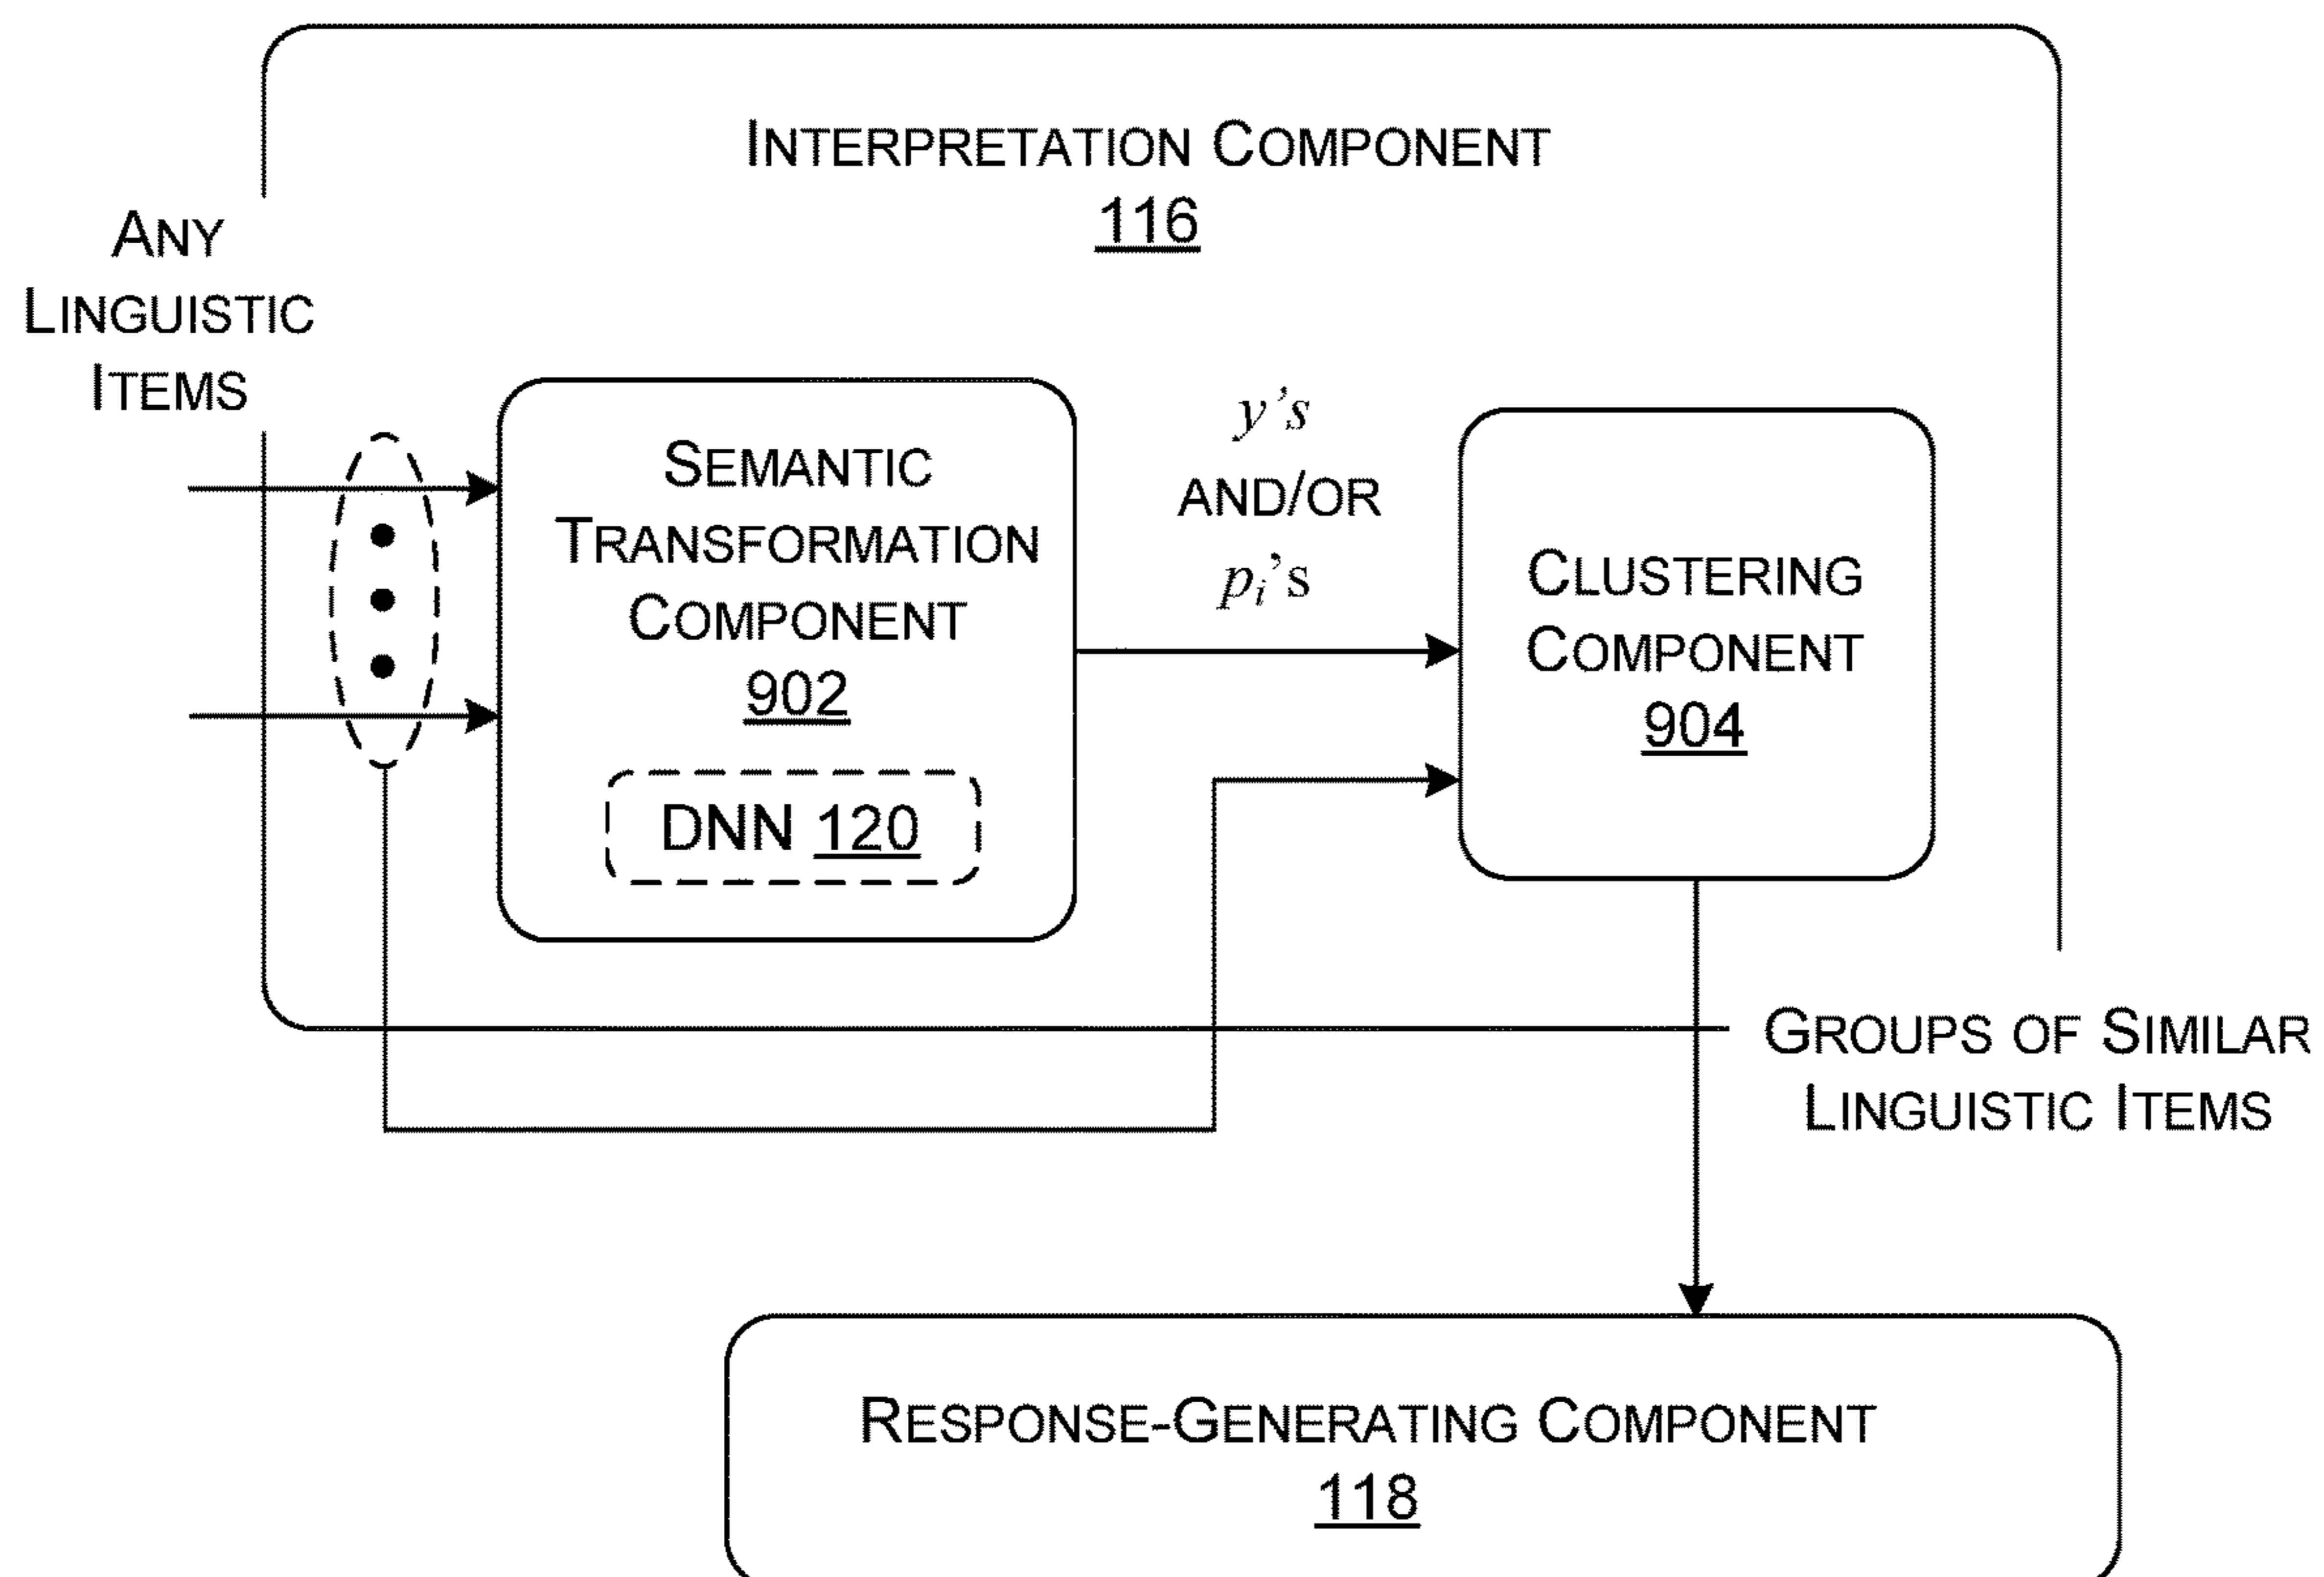 INTERPRETATION COMPONENT
116
ANY
LINGUISTIC
ITEMS
SEMANTIC
TRANSFORMATION
COMPONENT
902
DNN 120
y's
AND/OR
pᵢ's
CLUSTERING
COMPONENT
904
GROUPS OF SIMILAR
LINGUISTIC ITEMS
RESPONSE-GENERATING COMPONENT
118